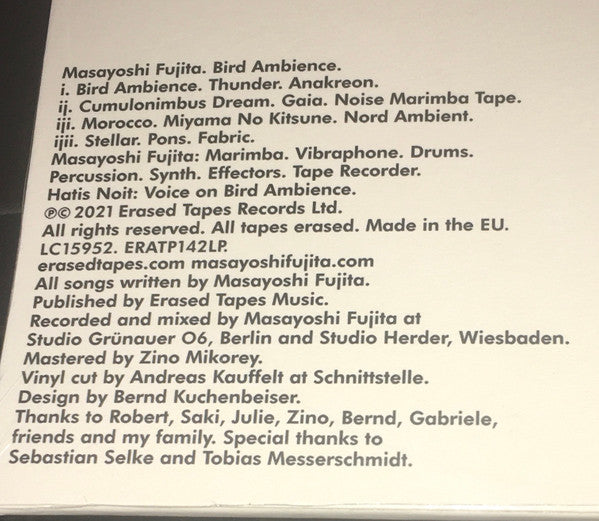 Masayoshi Fujita. Bird Ambience.
i. Bird Ambience. Thunder. Anakreon.
ij. Cumulonimbus Dream. Gaia. Noise Marimba Tape.
iji. Morocco. Miyama No Kitsune. Nord Ambient.
ijii. Stellar. Pons. Fabric.
Masayoshi Fujita: Marimba. Vibraphone. Drums.
Percussion. Synth. Effectors. Tape Recorder.
Hatis Noit: Voice on Bird Ambience.
℗© 2021 Erased Tapes Records Ltd.
All rights reserved. All tapes erased. Made in the EU.
LC15952. ERATP142LP.
erasedtapes.com masayoshifujita.com
All songs written by Masayoshi Fujita.
Published by Erased Tapes Music.
Recorded and mixed by Masayoshi Fujita at
Studio Grünauer O6, Berlin and Studio Herder, Wiesbaden.
Mastered by Zino Mikorey.
Vinyl cut by Andreas Kauffelt at Schnittstelle.
Design by Bernd Kuchenbeiser.
Thanks to Robert, Saki, Julie, Zino, Bernd, Gabriele,
friends and my family. Special thanks to
Sebastian Selke and Tobias Messerschmidt.